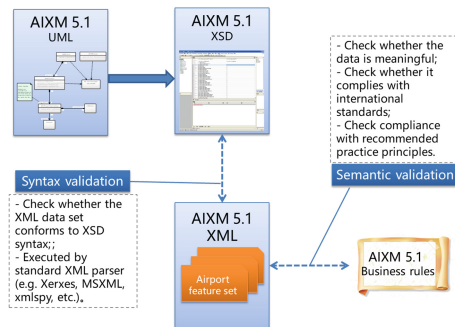 AIXM 5.1
UML
AIXM 5.1
XSD
- Check whether the
data is meaningful;
- Check whether it
complies with
international
standards;
- Check compliance
with recommended
practice principles.
Semantic validation
Syntax validation
- Check whether the
XML data set
conforms to XSD
syntax;;
- Executed by
standard XML parser
(e.g. Xerxes, MSXML,
xmlspy, etc.)。
AIXM 5.1
XML
Airport
feature set
AIXM 5.1
Business rules